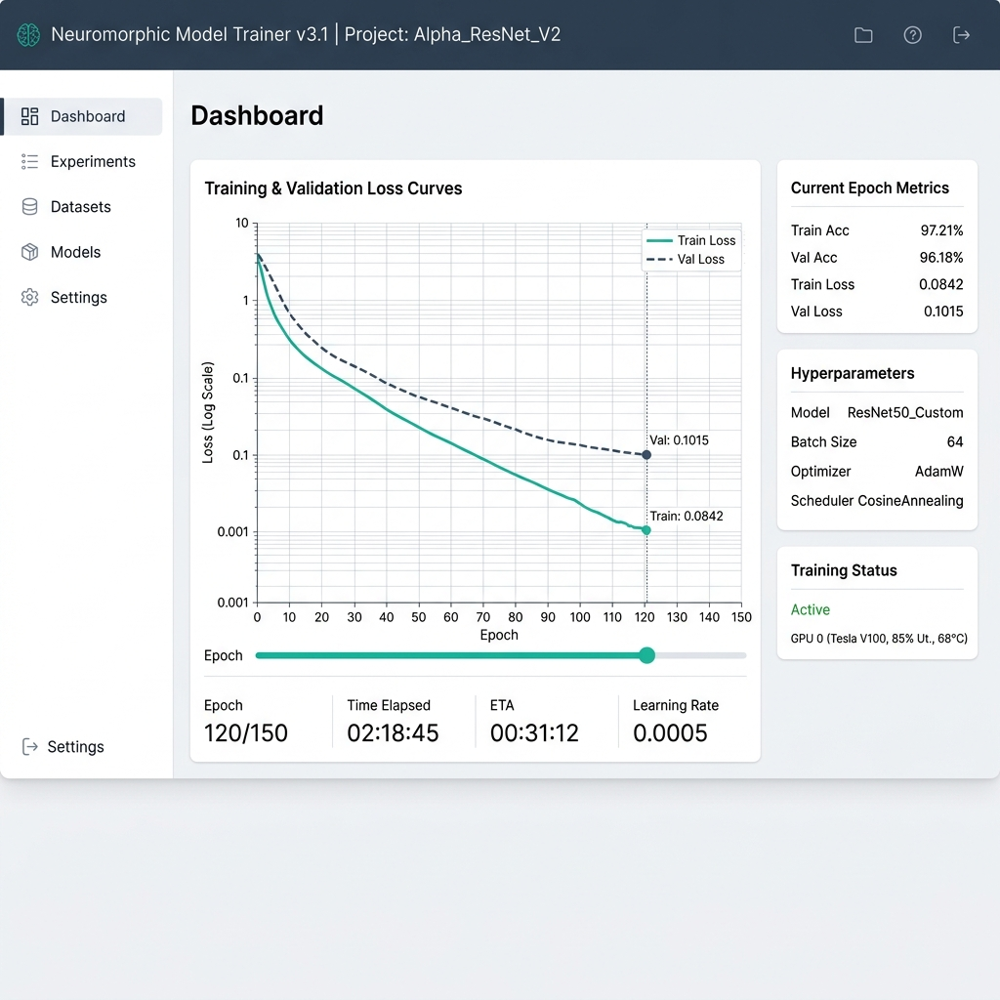 Neuromorphic Model Trainer v3.1 | Project: Alpha_ResNet_V2
Dashboard
Experiments
Datasets
Models
Settings
Settings
Dashboard
Training & Validation Loss Curves
10
1
0.1
0.1
0.001
0.001
Loss (Log Scale)
Train Loss
Val Loss
Val: 0.1015
Train: 0.0842
0 10 20 30 40 50 60 70 80 90 100 110 120 130 140 150
Epoch
Epoch
Epoch
120/150
Time Elapsed
02:18:45
ETA
00:31:12
Learning Rate
0.0005
Current Epoch Metrics
Train Acc 97.21%
Val Acc 96.18%
Train Loss 0.0842
Val Loss 0.1015
Hyperparameters
Model ResNet50_Custom
Batch Size 64
Optimizer AdamW
Scheduler CosineAnnealing
Training Status
Active
GPU 0 (Tesla V100, 85% Ut., 68°C)